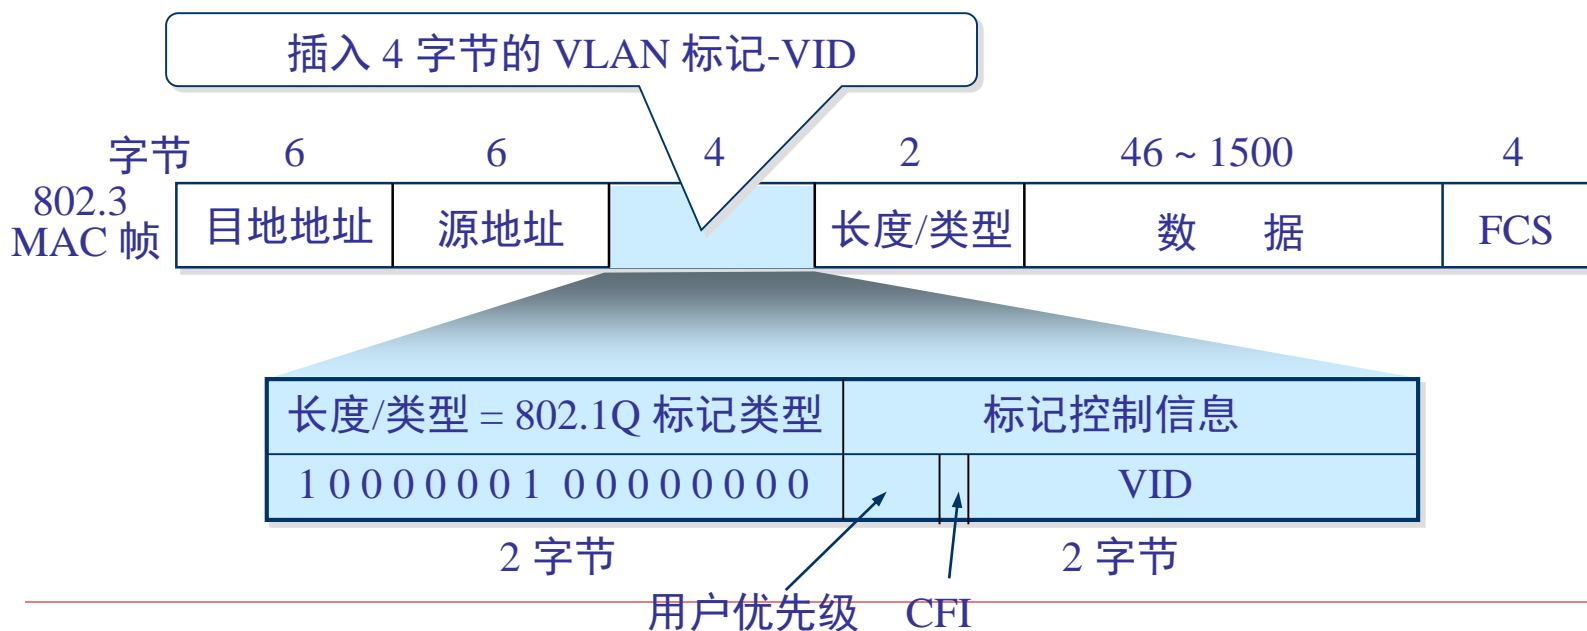 插入 4 字节的 VLAN 标记-VID
字节 6 6 4 2 46 ~ 1500 4
802.3
MAC 帧
目地地址 源地址 长度/类型 数 据 FCS
长度/类型 = 802.1Q 标记类型 标记控制信息
1 0 0 0 0 0 0 1 0 0 0 0 0 0 0 0 VID
2 字节 2 字节
用户优先级 CFI